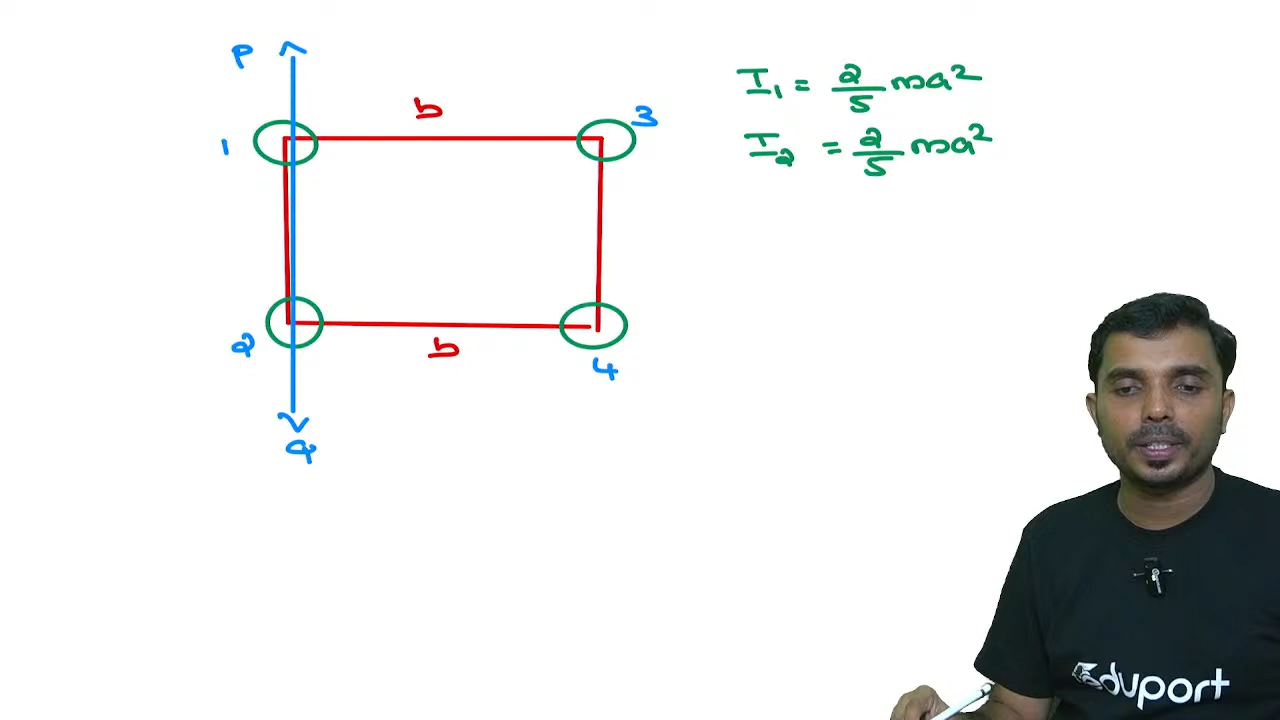 P
b
3
1
I₁ = 2/5 ma²
I₂ = 2/5 ma²
2
b
4
Q
Eduport